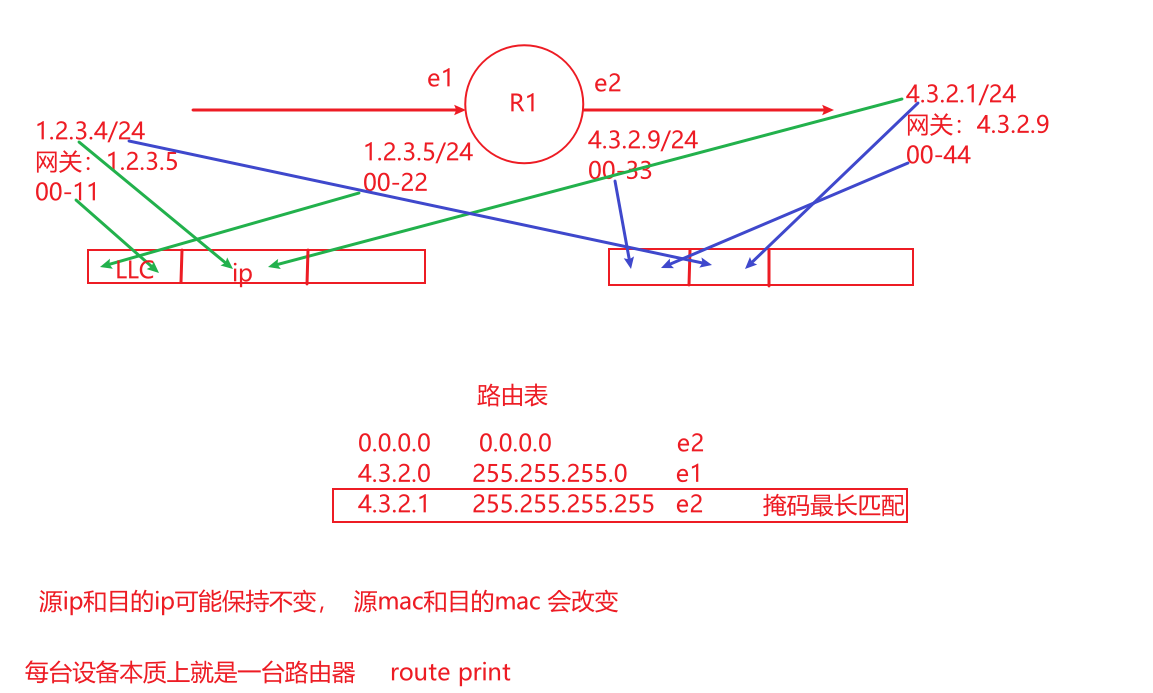 e1
R1
e2
1.2.3.4/24
网关：1.2.3.5
00-11
1.2.3.5/24
00-22
4.3.2.9/24
00-33
4.3.2.1/24
网关：4.3.2.9
00-44
LLC
ip
路由表
0.0.0.0 0.0.0.0 e2
4.3.2.0 255.255.255.0 e1
4.3.2.1 255.255.255.255 e2 掩码最长匹配
源ip和目的ip可能保持不变， 源mac和目的mac 会改变
每台设备本质上就是一台路由器 route print